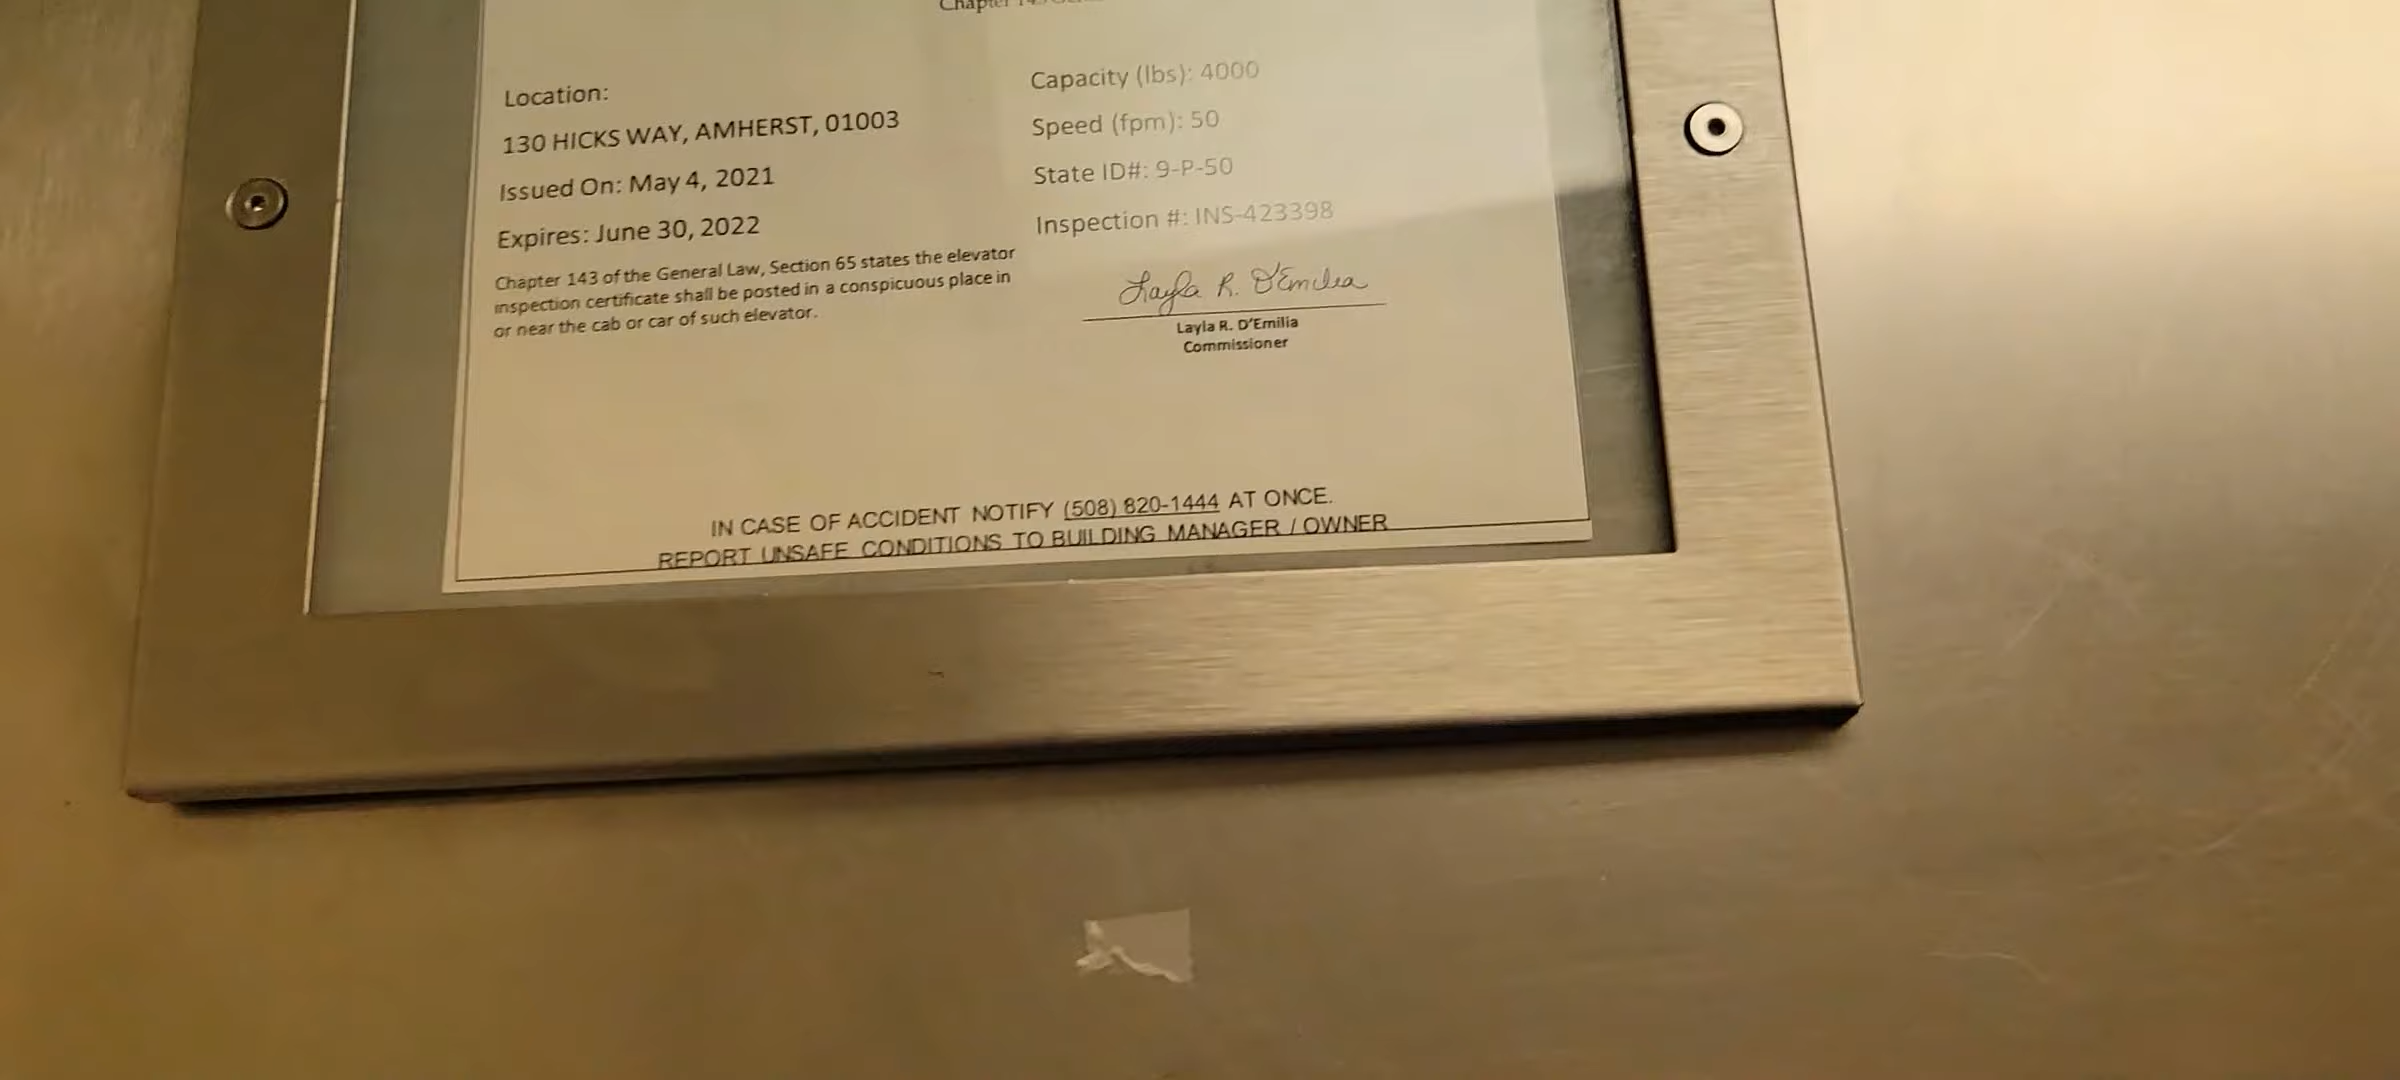 Chapter 143
Location:
130 HICKS WAY, AMHERST, 01003
Issued On: May 4, 2021
Expires: June 30, 2022
Chapter 143 of the General Law, Section 65 states the elevator
inspection certificate shall be posted in a conspicuous place in
or near the cab or car of such elevator.
Capacity (lbs): 4000
Speed (fpm): 50
State ID#: 9-P-50
Inspection #: INS-423398
Layla R. D'Emilia
Layla R. D'Emilia
Commissioner
IN CASE OF ACCIDENT NOTIFY (508) 820-1444 AT ONCE.
REPORT UNSAFE CONDITIONS TO BUILDING MANAGER / OWNER